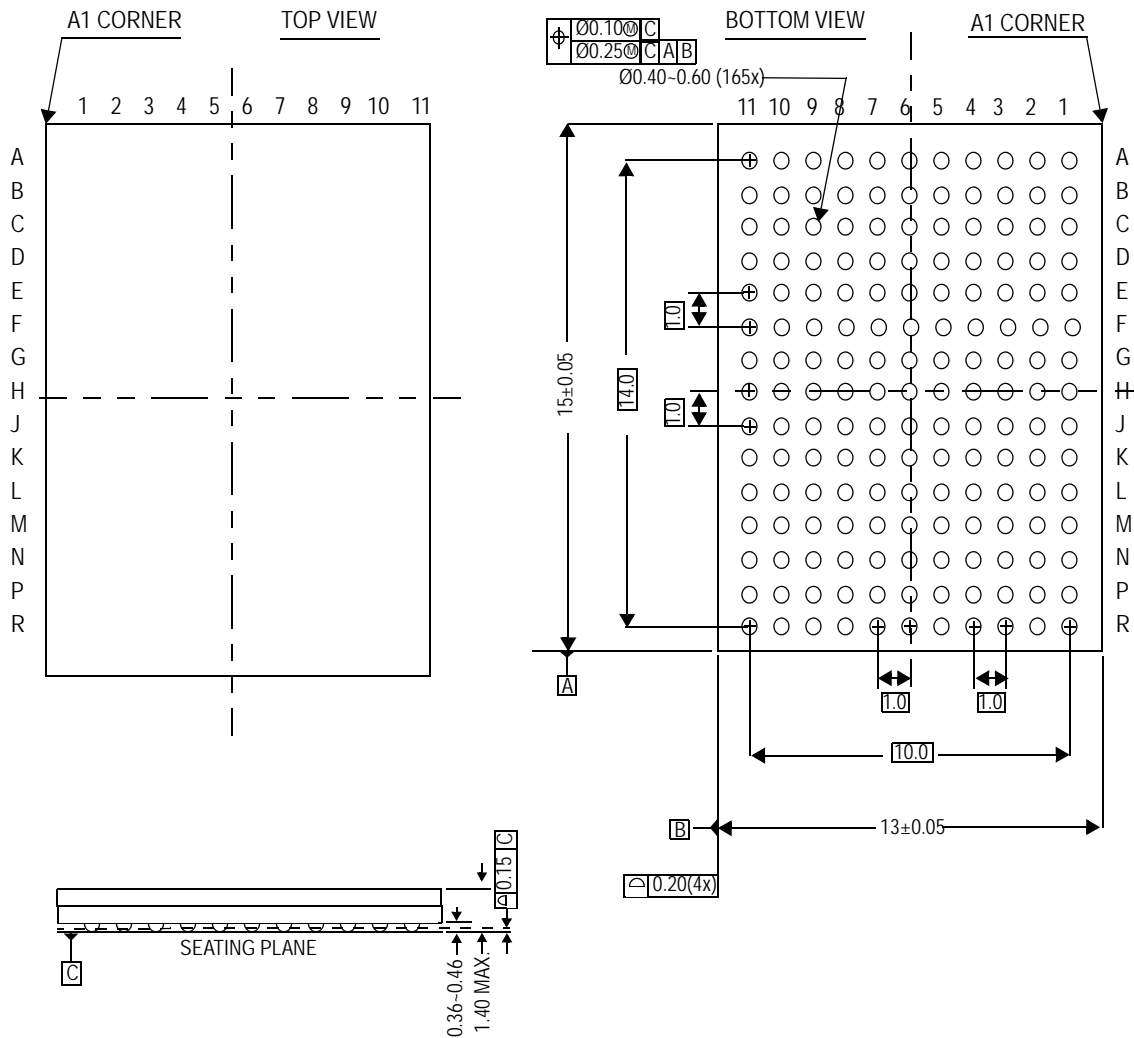 A1 CORNER
TOP VIEW
1 2 3 4 5 6 7 8 9 10 11
A
B
C
D
E
F
G
H
J
K
L
M
N
P
R
Ø0.10Ⓜ C
Ø0.25Ⓜ C A B
BOTTOM VIEW
A1 CORNER
Ø0.40~0.60 (165x)
11 10 9 8 7 6 5 4 3 2 1
A
B
C
D
E
F
G
H
J
K
L
M
N
P
R
15±0.05
14.0
1.0
1.0
A
1.0
1.0
10.0
B
13±0.05
0.20(4x)
0.15 C
SEATING PLANE
C
0.36~0.46
1.40 MAX.